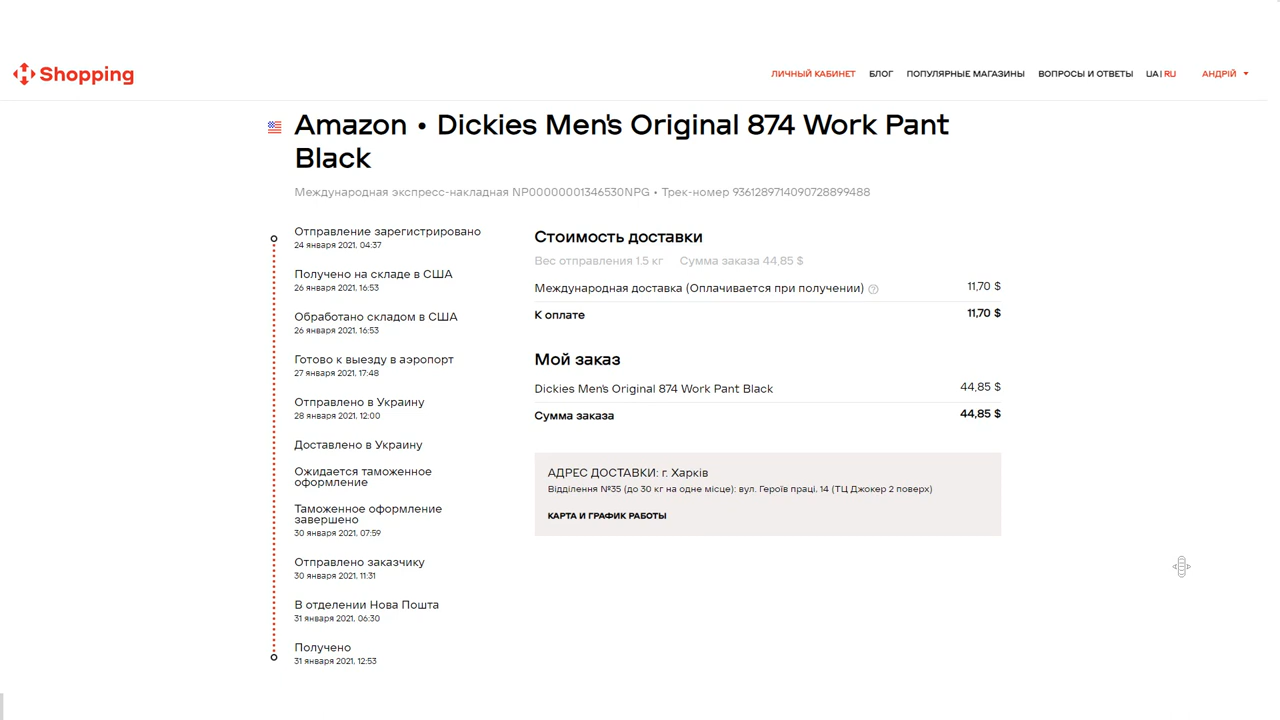 Shopping
ЛИЧНЫЙ КАБИНЕТ БЛОГ ПОПУЛЯРНЫЕ МАГАЗИНЫ ВОПРОСЫ И ОТВЕТЫ UA | RU АНДРІЙ
Amazon • Dickies Men's Original 874 Work Pant
Black
Международная экспресс-накладная NP00000001346530NPG • Трек-номер 9361289714090728899488
Отправление зарегистрировано
24 января 2021, 04:37
Получено на складе в США
26 января 2021, 16:53
Обработано складом в США
26 января 2021, 16:53
Готово к выезду в аэропорт
27 января 2021, 17:48
Отправлено в Украину
28 января 2021, 12:00
Доставлено в Украину
Ожидается таможенное
оформление
Таможенное оформление
завершено
30 января 2021, 07:59
Отправлено заказчику
30 января 2021, 11:31
В отделении Нова Пошта
31 января 2021, 06:30
Получено
31 января 2021, 12:53
Стоимость доставки
Вес отправления 1.5 кг Сумма заказа 44,85 $
Международная доставка (Оплачивается при получении) ? 11,70 $
К оплате 11,70 $
Мой заказ
Dickies Men's Original 874 Work Pant Black 44,85 $
Сумма заказа 44,85 $
АДРЕС ДОСТАВКИ: г. Харків
Відділення №35 (до 30 кг на одне місце): вул. Героїв праці, 14 (ТЦ Джокер 2 поверх)
КАРТА И ГРАФИК РАБОТЫ